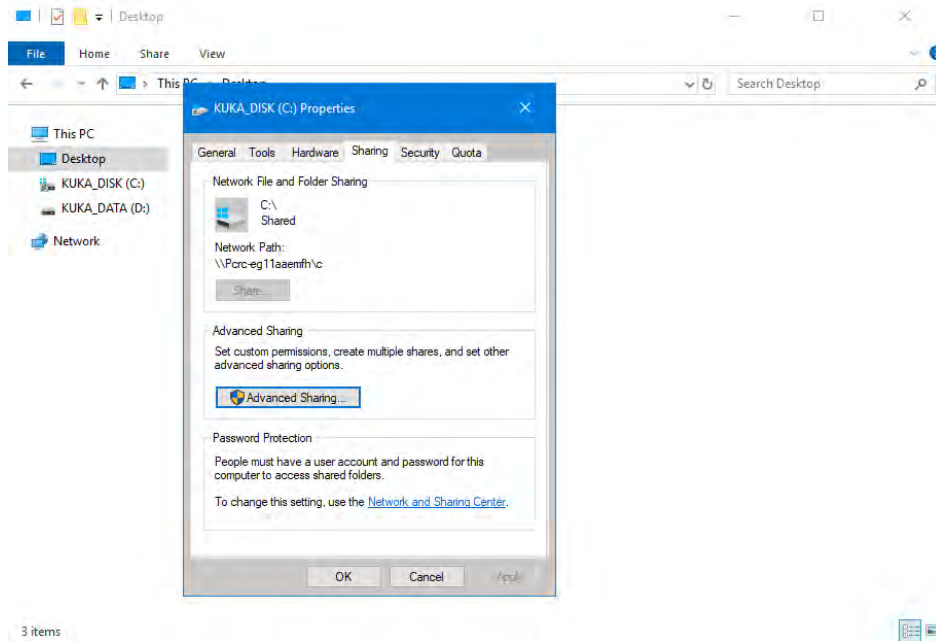 Desktop
File Home Share View
This PC Desktop
Search Desktop
This PC
Desktop
KUKA_DISK (C:)
KUKA_DATA (D:)
Network
KUKA_DISK (C:) Properties
General Tools Hardware Sharing Security Quota
Network File and Folder Sharing
C:\
Shared
Network Path:
\\Pcrc-eg11aaemfh\c
Share...
Advanced Sharing
Set custom permissions, create multiple shares, and set other
advanced sharing options.
Advanced Sharing...
Password Protection
People must have a user account and password for this
computer to access shared folders.
To change this setting, use the Network and Sharing Center.
OK Cancel Apply
3 items